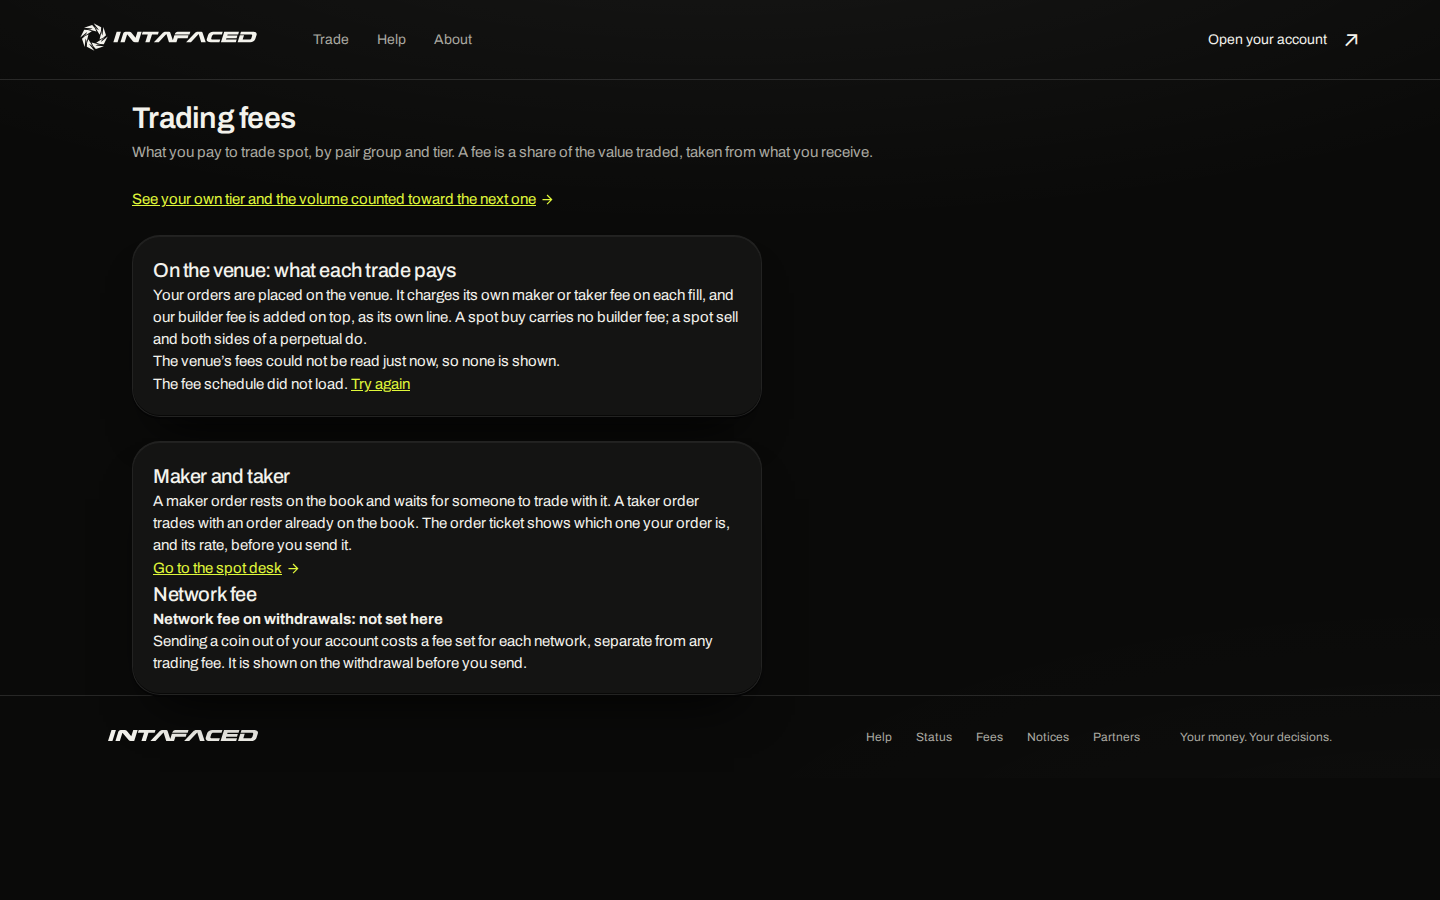 INTAFACED
Trade
Help
About
Open your account
Trading fees
What you pay to trade spot, by pair group and tier. A fee is a share of the value traded, taken from what you receive.
See your own tier and the volume counted toward the next one →
On the venue: what each trade pays
Your orders are placed on the venue. It charges its own maker or taker fee on each fill, and
our builder fee is added on top, as its own line. A spot buy carries no builder fee; a spot sell
and both sides of a perpetual do.
The venue’s fees could not be read just now, so none is shown.
The fee schedule did not load. Try again
Maker and taker
A maker order rests on the book and waits for someone to trade with it. A taker order
trades with an order already on the book. The order ticket shows which one your order is,
and its rate, before you send it.
Go to the spot desk →
Network fee
Network fee on withdrawals: not set here
Sending a coin out of your account costs a fee set for each network, separate from any
trading fee. It is shown on the withdrawal before you send.
INTAFACED
Help
Status
Fees
Notices
Partners
Your money. Your decisions.